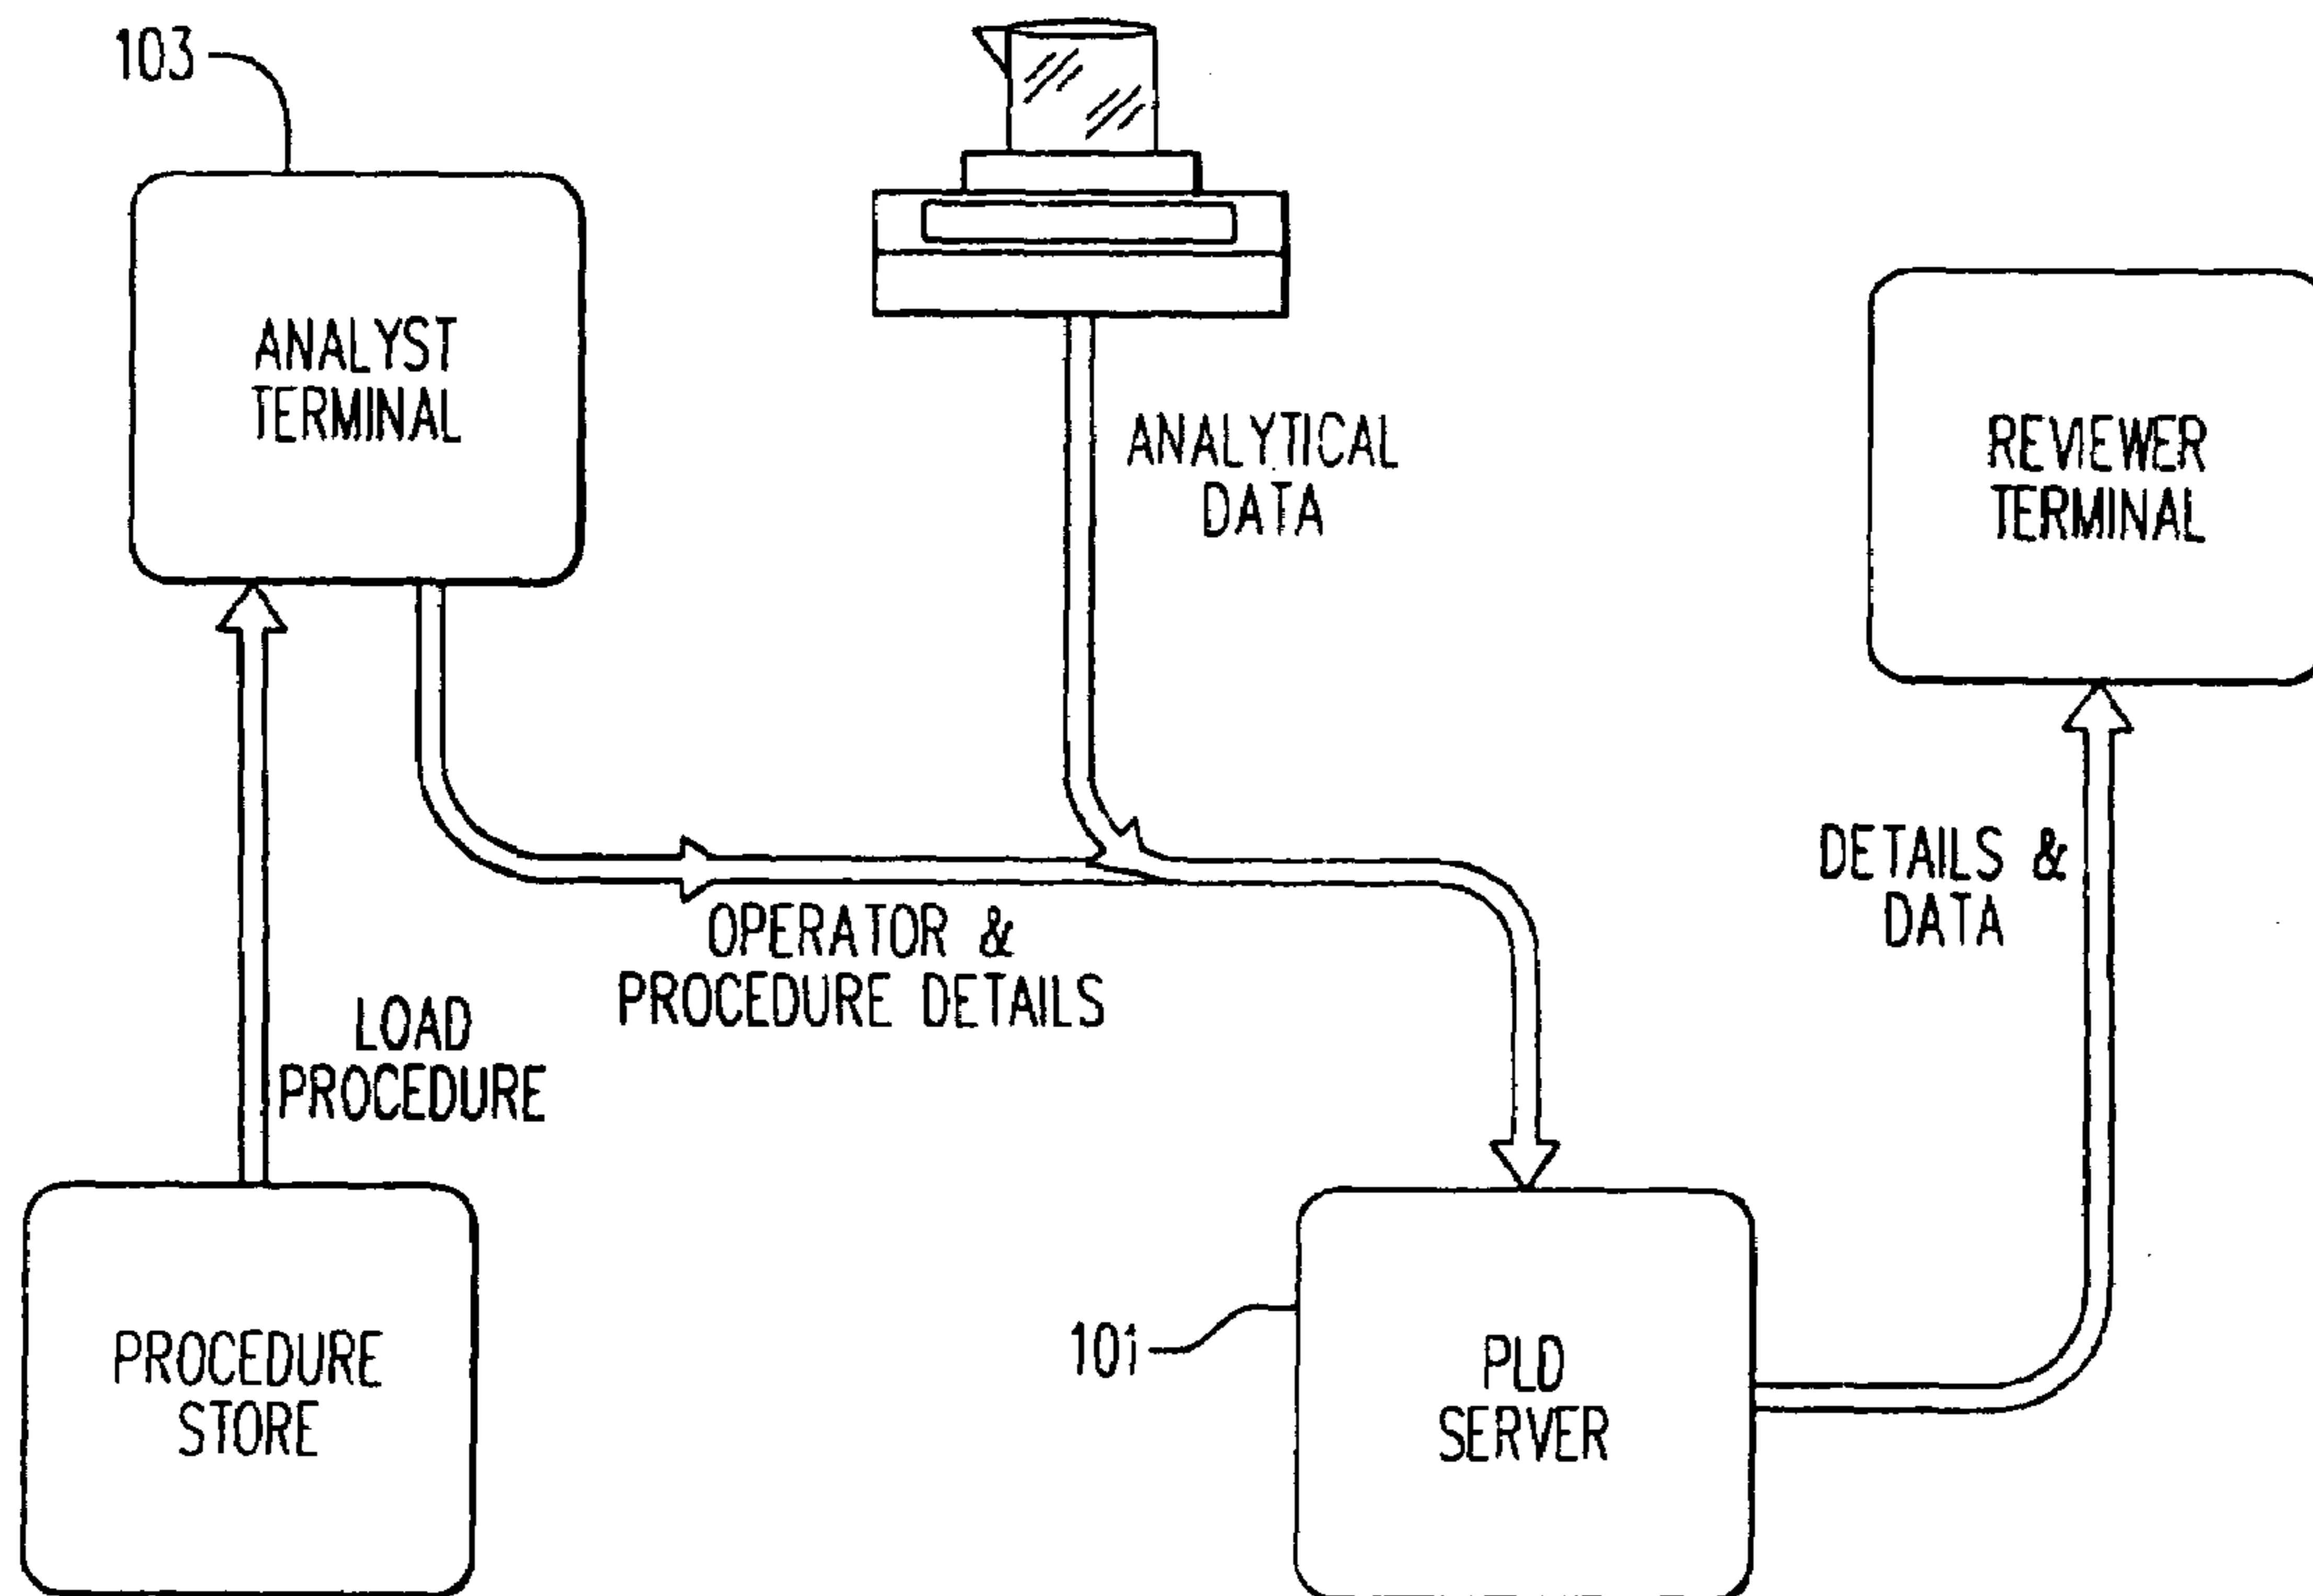 103
ANALYST
TERMINAL
ANALYTICAL
DATA
REVIEWER
TERMINAL
DETAILS &
DATA
OPERATOR &
PROCEDURE DETAILS
LOAD
PROCEDURE
PROCEDURE
STORE
101
PLD
SERVER